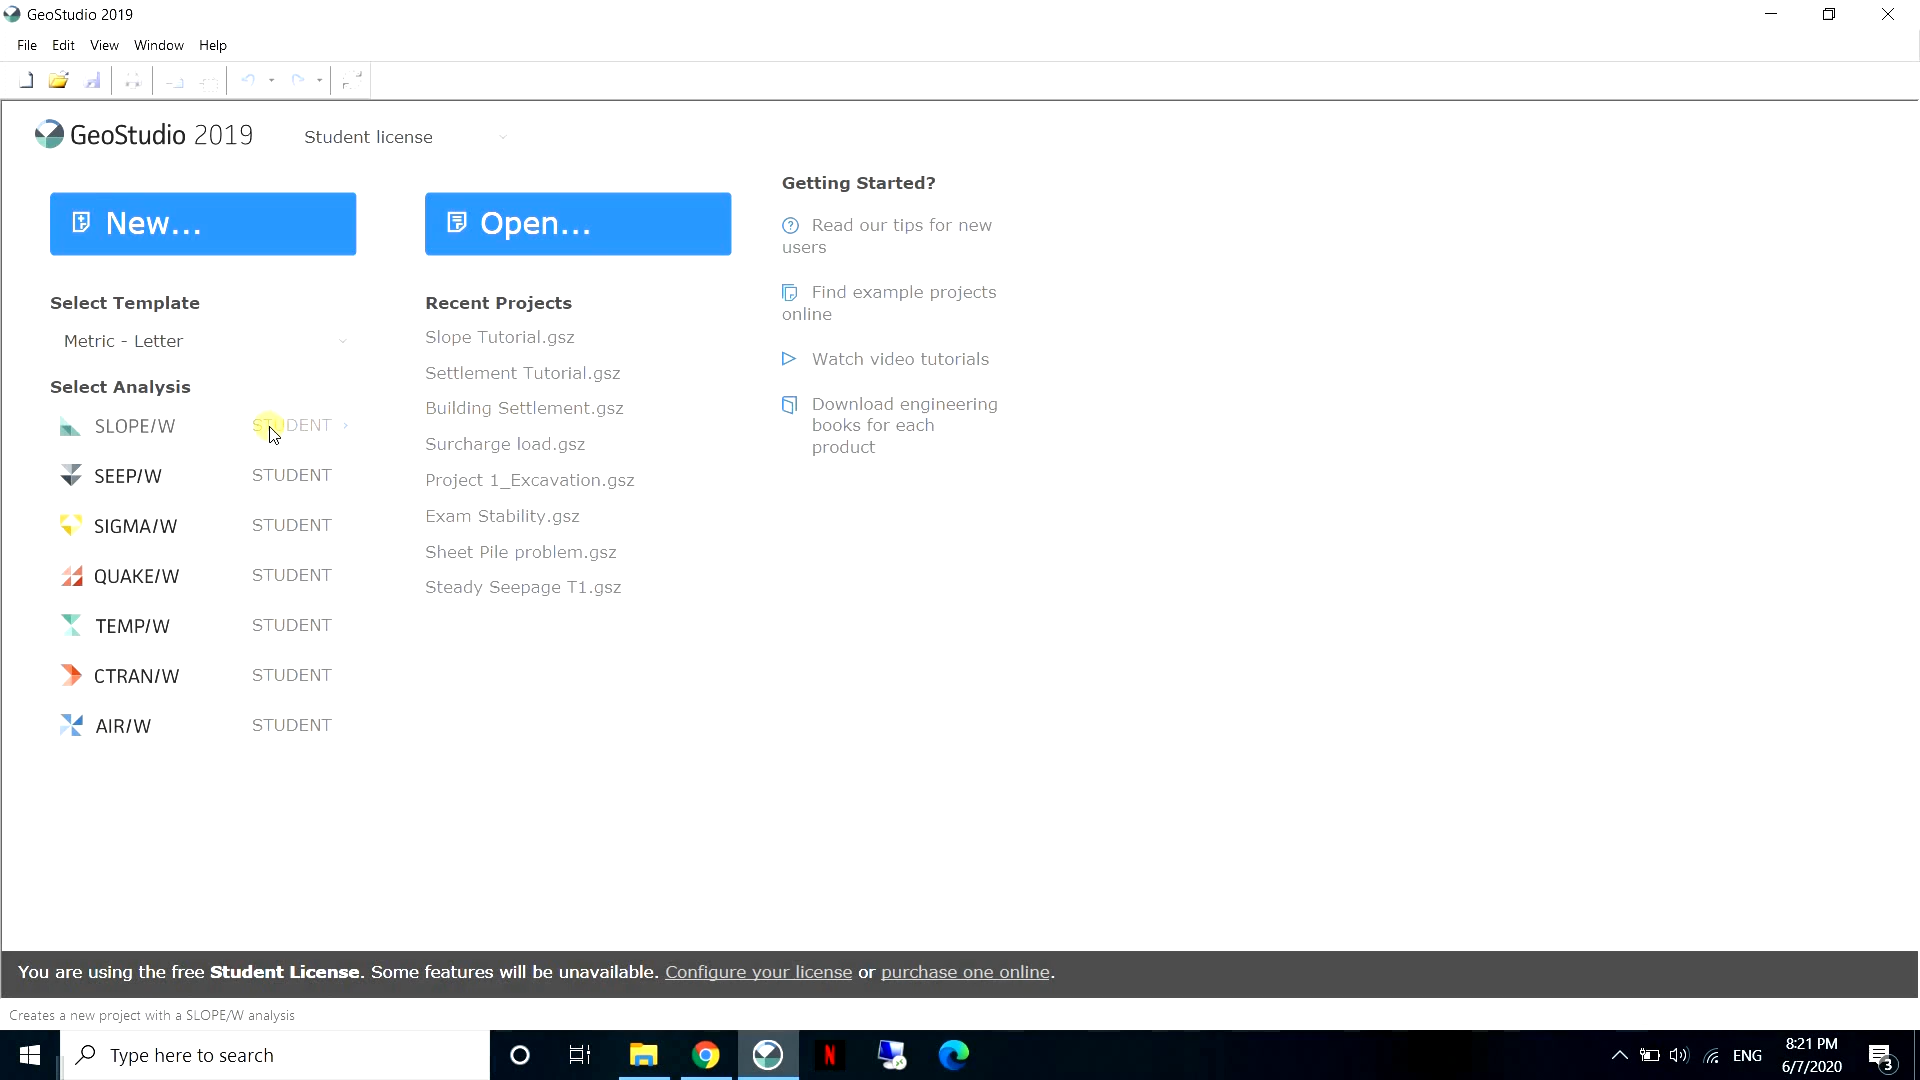 GeoStudio 2019
File Edit View Window Help
GeoStudio 2019
Student license
New...
Open...
Getting Started?
Read our tips for new
users
Find example projects
online
Watch video tutorials
Download engineering
books for each
product
Select Template
Metric - Letter
Select Analysis
SLOPE/W STUDENT
SEEP/W STUDENT
SIGMA/W STUDENT
QUAKE/W STUDENT
TEMP/W STUDENT
CTRAN/W STUDENT
AIR/W STUDENT
Recent Projects
Slope Tutorial.gsz
Settlement Tutorial.gsz
Building Settlement.gsz
Surcharge load.gsz
Project 1_Excavation.gsz
Exam Stability.gsz
Sheet Pile problem.gsz
Steady Seepage T1.gsz
You are using the free Student License. Some features will be unavailable. Configure your license or purchase one online.
Creates a new project with a SLOPE/W analysis
Type here to search
N
ENG
8:21 PM
6/7/2020
3